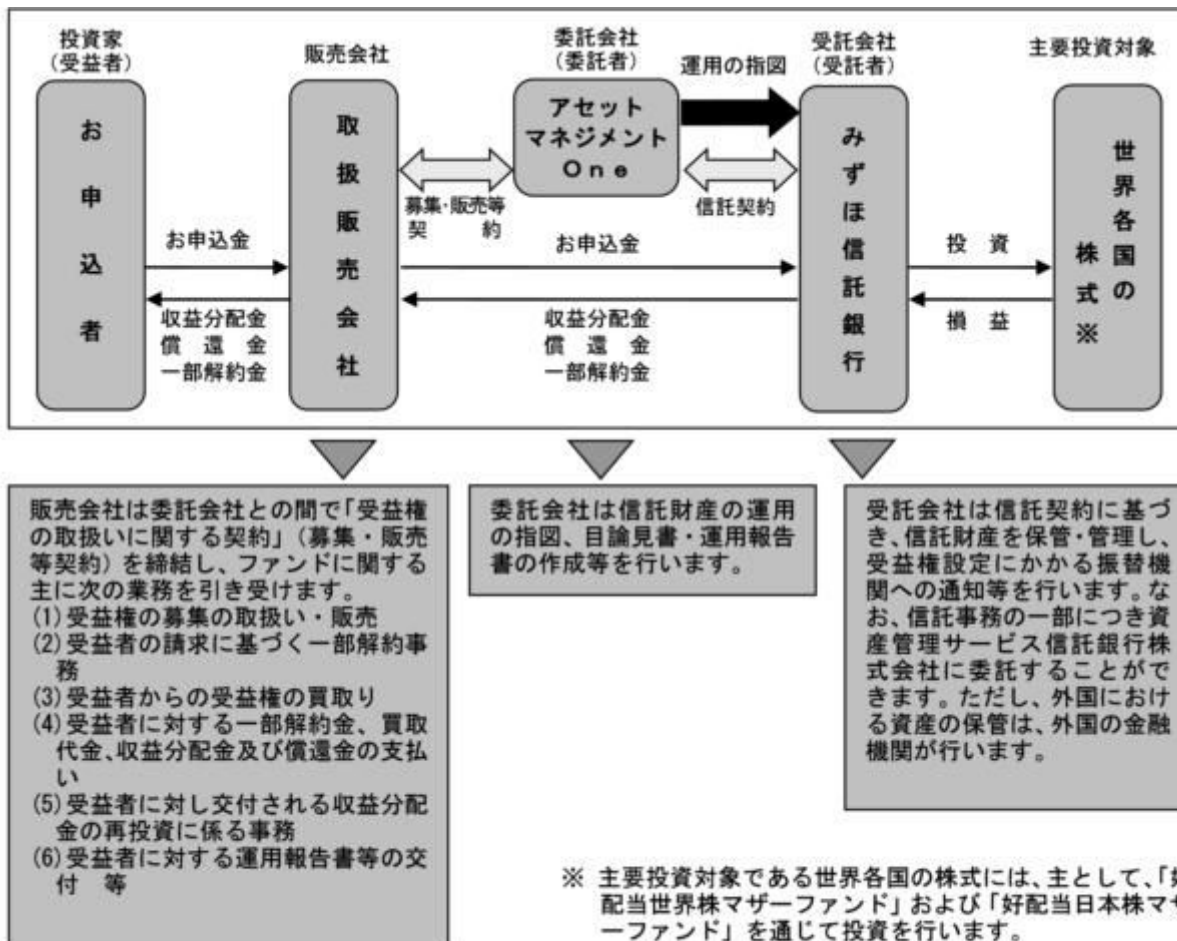 投資家
(受益者)
販売会社
委託会社
(委託者)
運用の指図
受託会社
(受託者)
主要投資対象
お申込者
取扱販売会社
アセット
マネジメント
One
みずほ信託銀行
世界各国の
株式※
募集・販売等
契　約
信託契約
お申込金
お申込金
投　資
収益分配金
償　還　金
一部解約金
収益分配金
償　還　金
一部解約金
損　益
販売会社は委託会社との間で「受益権
の取扱いに関する契約」（募集・販売
等契約）を締結し、ファンドに関する
主に次の業務を引き受けます。
(1)受益権の募集の取扱い・販売
(2)受益者の請求に基づく一部解約事
務
(3)受益者からの受益権の買取り
(4)受益者に対する一部解約金、買取
代金、収益分配金及び償還金の支払
い
(5)受益者に対し交付される収益分配
金の再投資に係る事務
(6)受益者に対する運用報告書等の交
付　等
委託会社は信託財産の運用
の指図、目論見書・運用報告
書の作成等を行います。
受託会社は信託契約に基づ
き、信託財産を保管・管理し、
受益権設定にかかる振替機
関への通知等を行います。な
お、信託事務の一部につき資
産管理サービス信託銀行株
式会社に委託することがで
きます。ただし、外国におけ
る資産の保管は、外国の金融
機関が行います。
※ 主要投資対象である世界各国の株式には、主として、「好
配当世界株マザーファンド」および「好配当日本株マザ
ーファンド」を通じて投資を行います。